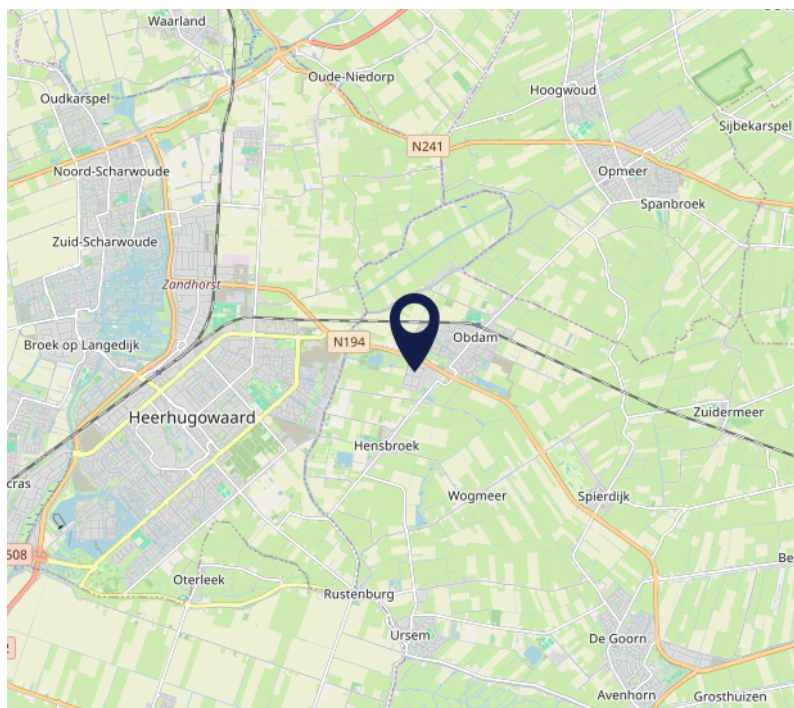 Waarland
Oude-Niedorp
Hoogwoud
Oudkarspel
Sijbekarspel
N241
Noord-Scharwoude
Opmeer
Spanbroek
Zuid-Scharwoude
Zandhorst
Obdam
N194
Broek op Langedijk
Zuidermeer
Heerhugowaard
Hensbroek
cras
Wogmeer
Spierdijk
508
Be
Oterleek
Rustenburg
Ursem
De Goorn
2
Avenhorn
Grosthuizen